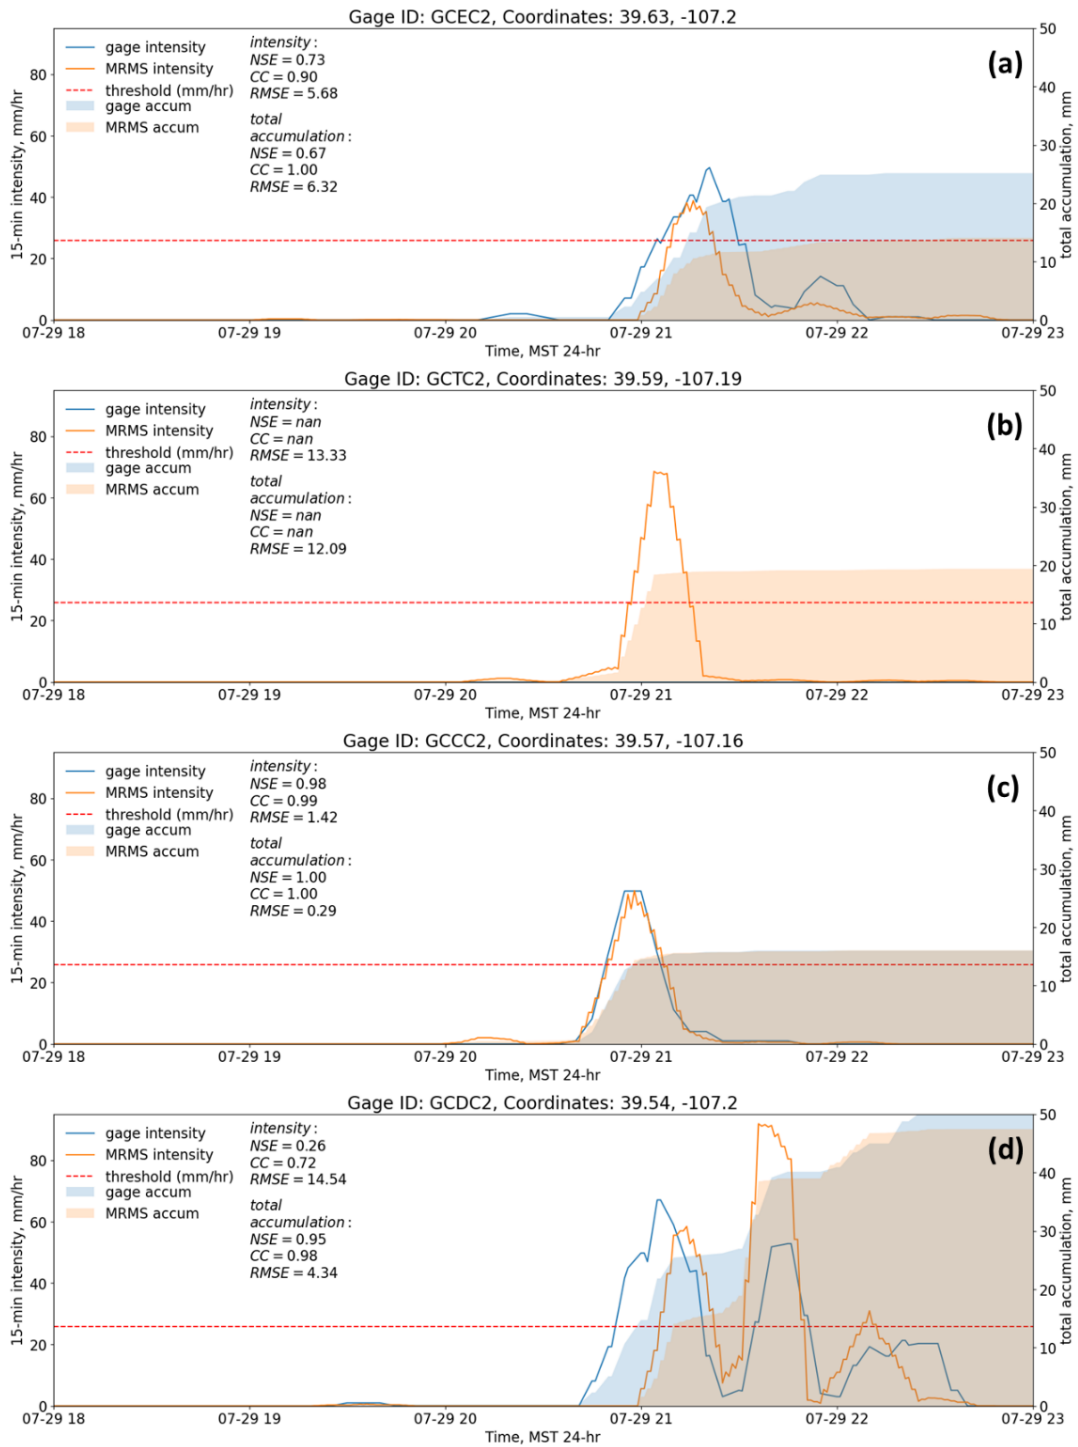 Gage ID: GCEC2, Coordinates: 39.63, -107.2
gage intensity
MRMS intensity
threshold (mm/hr)
gage accum
MRMS accum
intensity:
NSE = 0.73
CC = 0.90
RMSE = 5.68
total
accumulation:
NSE = 0.67
CC = 1.00
RMSE = 6.32
(a)
15-min intensity, mm/hr
0
20
40
60
80
total accumulation, mm
0
10
20
30
40
50
07-29 18
07-29 19
07-29 20
07-29 21
07-29 22
07-29 23
Time, MST 24-hr
Gage ID: GCTC2, Coordinates: 39.59, -107.19
gage intensity
MRMS intensity
threshold (mm/hr)
gage accum
MRMS accum
intensity:
NSE = nan
CC = nan
RMSE = 13.33
total
accumulation:
NSE = nan
CC = nan
RMSE = 12.09
(b)
15-min intensity, mm/hr
0
20
40
60
80
total accumulation, mm
0
10
20
30
40
50
07-29 18
07-29 19
07-29 20
07-29 21
07-29 22
07-29 23
Time, MST 24-hr
Gage ID: GCCC2, Coordinates: 39.57, -107.16
gage intensity
MRMS intensity
threshold (mm/hr)
gage accum
MRMS accum
intensity:
NSE = 0.98
CC = 0.99
RMSE = 1.42
total
accumulation:
NSE = 1.00
CC = 1.00
RMSE = 0.29
(c)
15-min intensity, mm/hr
0
20
40
60
80
total accumulation, mm
0
10
20
30
40
50
07-29 18
07-29 19
07-29 20
07-29 21
07-29 22
07-29 23
Time, MST 24-hr
Gage ID: GCDC2, Coordinates: 39.54, -107.2
gage intensity
MRMS intensity
threshold (mm/hr)
gage accum
MRMS accum
intensity:
NSE = 0.26
CC = 0.72
RMSE = 14.54
total
accumulation:
NSE = 0.95
CC = 0.98
RMSE = 4.34
(d)
15-min intensity, mm/hr
0
20
40
60
80
total accumulation, mm
0
10
20
30
40
50
07-29 18
07-29 19
07-29 20
07-29 21
07-29 22
07-29 23
Time, MST 24-hr